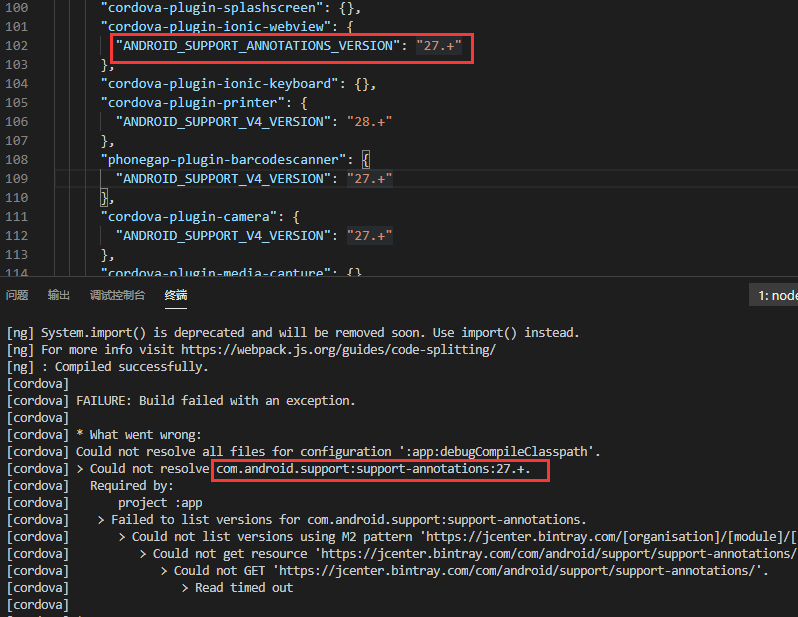 100 "cordova-plugin-splashscreen": {},
101 "cordova-plugin-ionic-webview": {
102 "ANDROID_SUPPORT_ANNOTATIONS_VERSION": "27.+"
103 },
104 "cordova-plugin-ionic-keyboard": {},
105 "cordova-plugin-printer": {
106 "ANDROID_SUPPORT_V4_VERSION": "28.+"
107 },
108 "phonegap-plugin-barcodescanner": {
109 "ANDROID_SUPPORT_V4_VERSION": "27.+"
110 },
111 "cordova-plugin-camera": {
112 "ANDROID_SUPPORT_V4_VERSION": "27.+"
113 },
114 "cordova-plugin-media-capture": {}
问题 输出 调试控制台 终端 1: node
[ng] System.import() is deprecated and will be removed soon. Use import() instead.
[ng] For more info visit https://webpack.js.org/guides/code-splitting/
[ng] : Compiled successfully.
[cordova]
[cordova] FAILURE: Build failed with an exception.
[cordova]
[cordova] * What went wrong:
[cordova] Could not resolve all files for configuration ':app:debugCompileClasspath'.
[cordova] > Could not resolve com.android.support:support-annotations:27.+.
[cordova] Required by:
[cordova] project :app
[cordova] > Failed to list versions for com.android.support:support-annotations.
[cordova] > Could not list versions using M2 pattern 'https://jcenter.bintray.com/[organisation]/[module]/[
[cordova] > Could not get resource 'https://jcenter.bintray.com/com/android/support/support-annotations/
[cordova] > Could not GET 'https://jcenter.bintray.com/com/android/support/support-annotations/'.
[cordova] > Read timed out
[cordova]